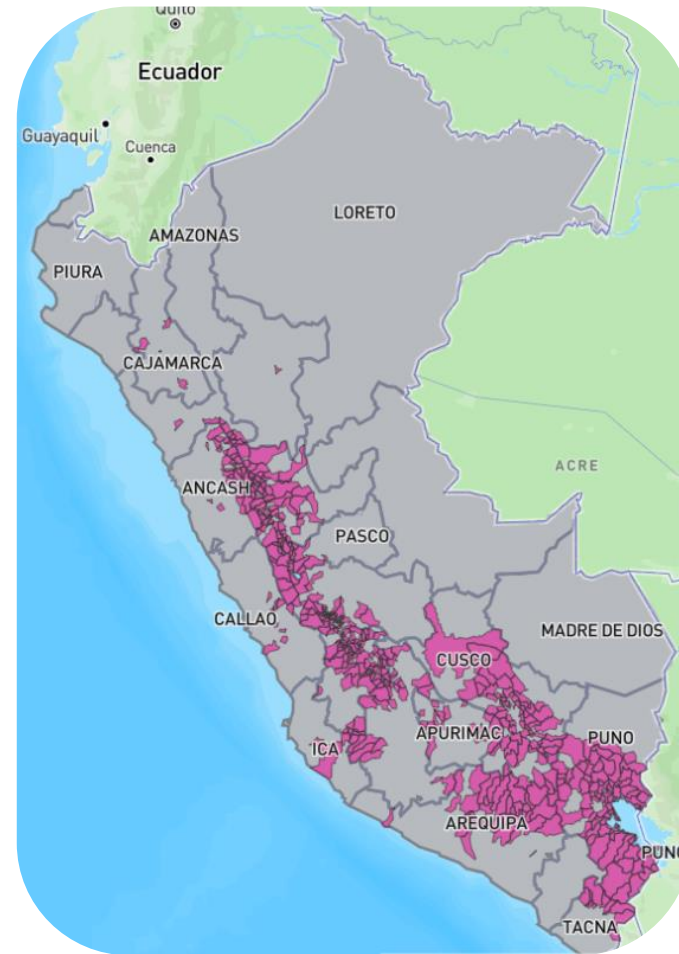 Quito
Ecuador
Guayaquil
Cuenca
LORETO
AMAZONAS
PIURA
CAJAMARCA
ACRE
ANCASH
PASCO
CALLAO
MADRE DE DIOS
CUSCO
APURIMAC
PUNO
ICA
AREQUIPA
PUNO
TACNA